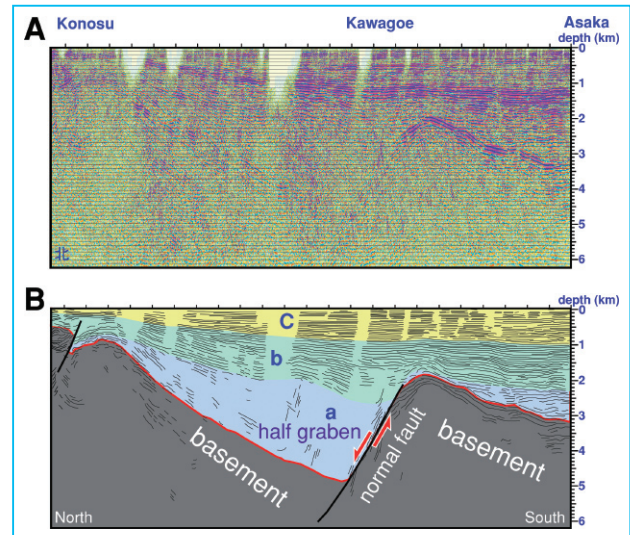 A
Konosu
Kawagoe
Asaka
depth (km)
0
1
2
3
4
5
6
B
depth (km)
0
C
1
b
2
a
half graben
3
basement
normal fault
basement
4
5
North
South
6